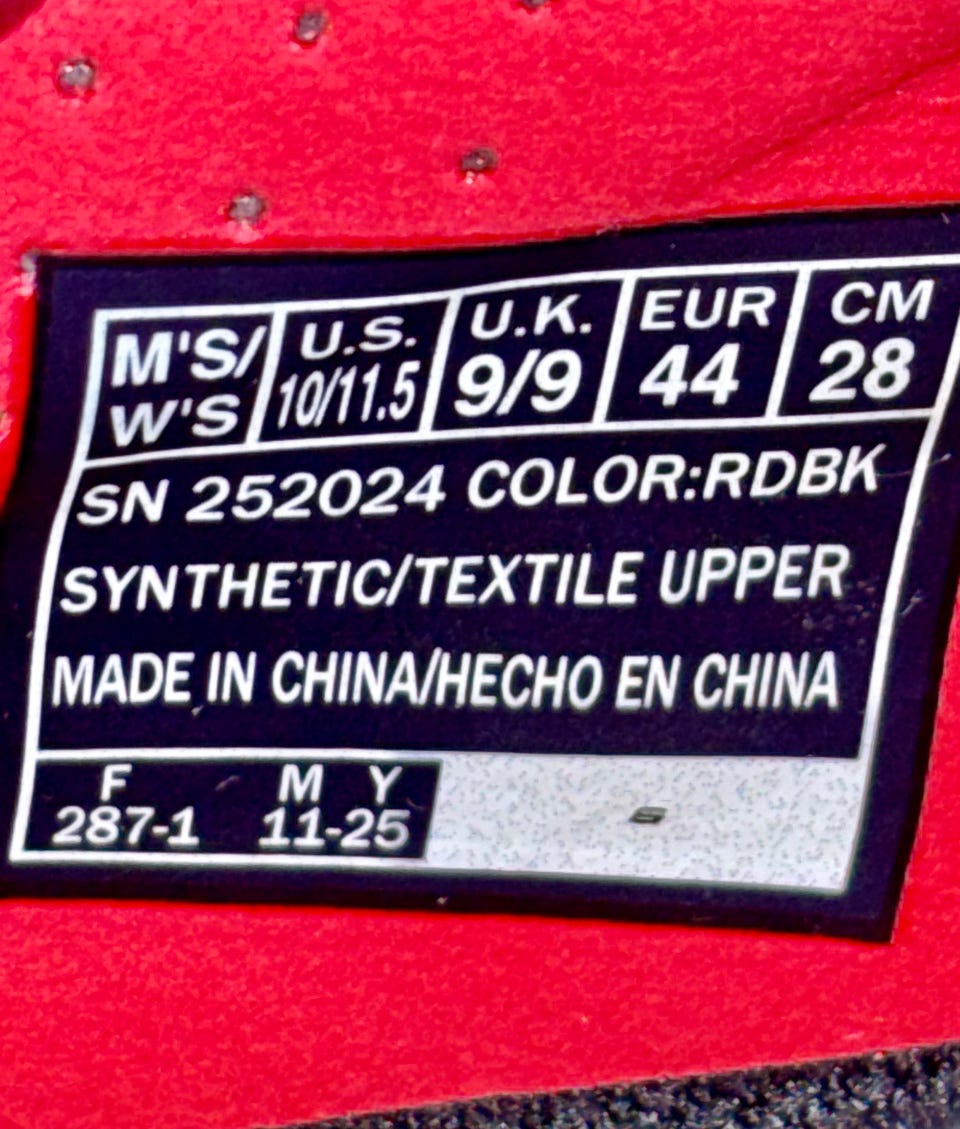 M'S/ U.S. U.K. EUR CM
W'S 10/11.5 9/9 44 28
SN 252024 COLOR:RDBK
SYNTHETIC/TEXTILE UPPER
MADE IN CHINA/HECHO EN CHINA
F M Y
287-1 11-25